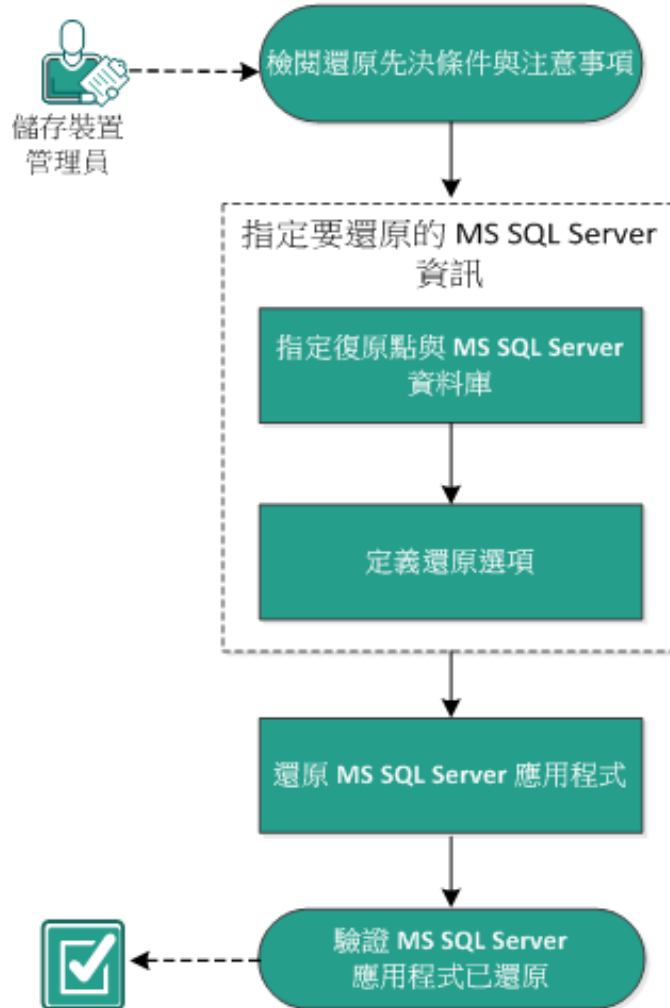 檢閱還原先決條件與注意事項
儲存裝置
管理員
指定要還原的 MS SQL Server
資訊
指定復原點與 MS SQL Server
資料庫
定義還原選項
還原 MS SQL Server 應用程式
驗證 MS SQL Server
應用程式已還原